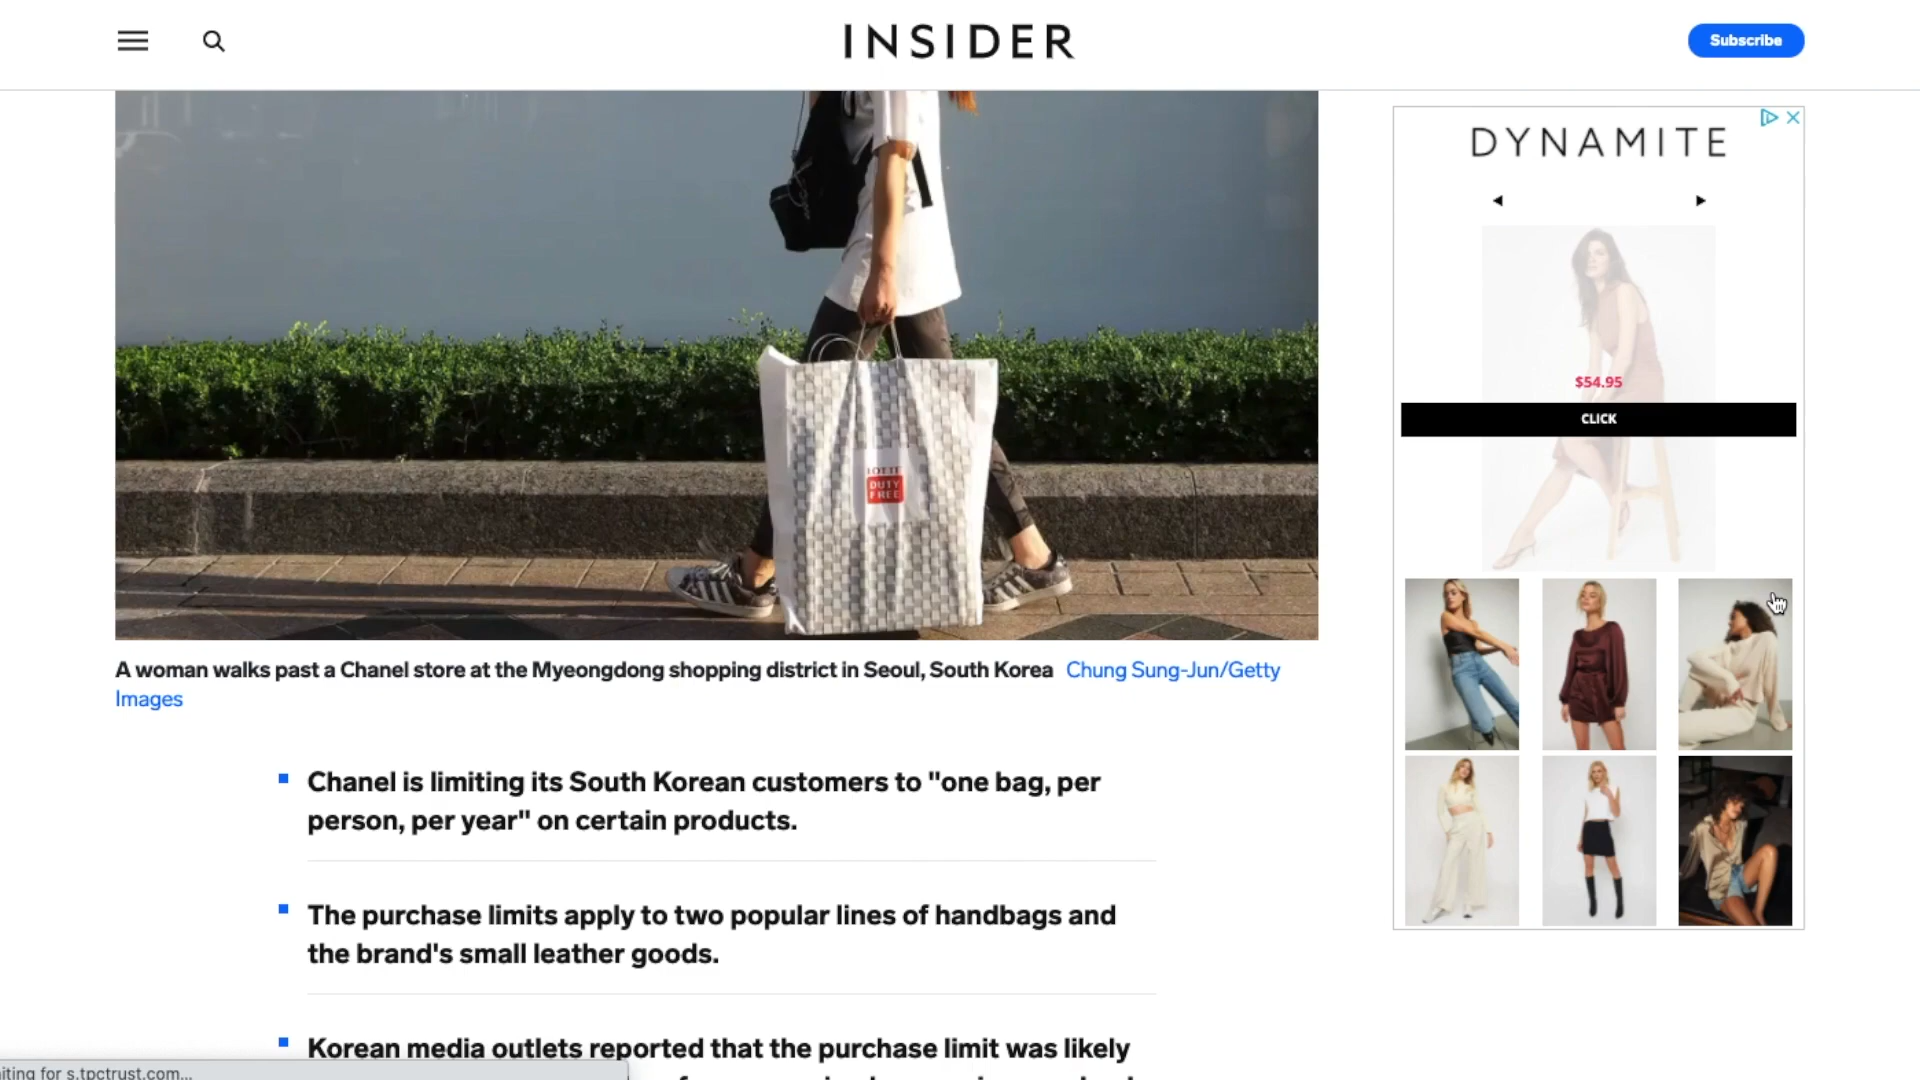 INSIDER
Subscribe
DYNAMITE
$54.95
CLICK
DUTY
FREE
A woman walks past a Chanel store at the Myeongdong shopping district in Seoul, South Korea Chung Sung-Jun/Getty
Images
Chanel is limiting its South Korean customers to "one bag, per
person, per year" on certain products.
The purchase limits apply to two popular lines of handbags and
the brand's small leather goods.
Korean media outlets reported that the purchase limit was likely
iting for s.tpctrust.com...